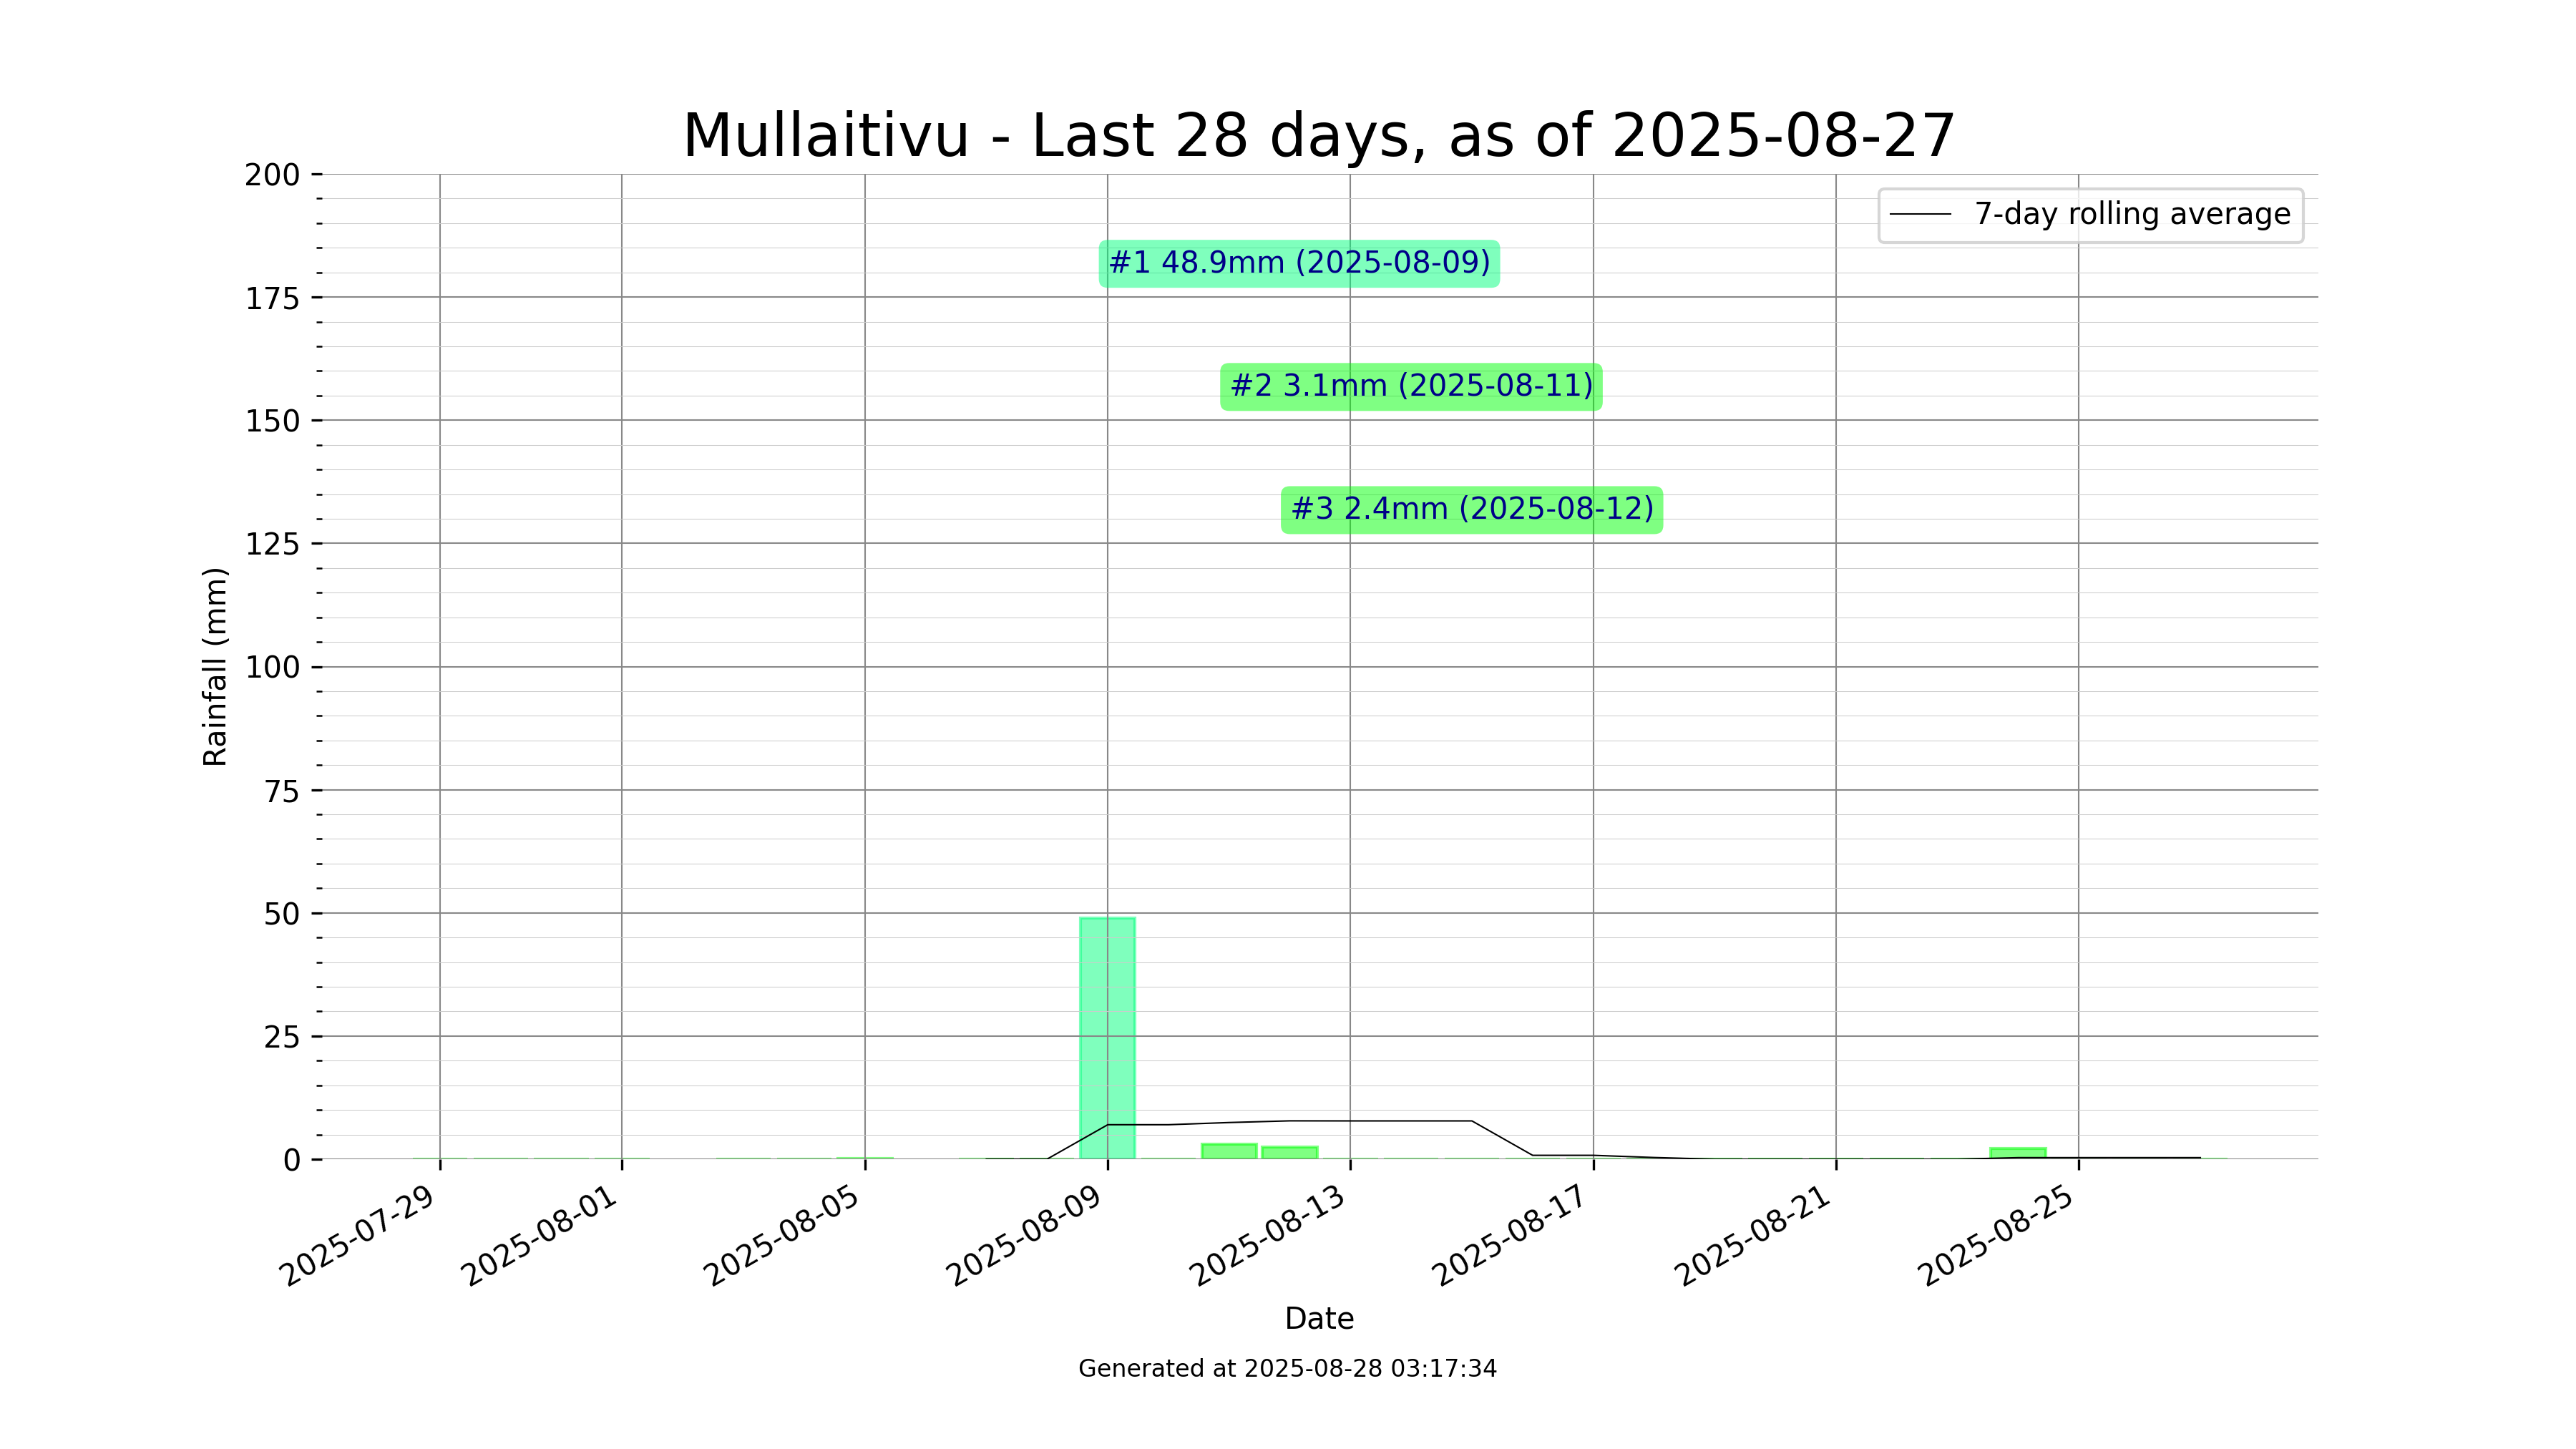 Mullaitivu - Last 28 days, as of 2025-08-27
7-day rolling average
#1 48.9mm (2025-08-09)
#2 3.1mm (2025-08-11)
#3 2.4mm (2025-08-12)
Rainfall (mm)
200
175
150
125
100
75
50
25
0
2025-07-29
2025-08-01
2025-08-05
2025-08-09
2025-08-13
2025-08-17
2025-08-21
2025-08-25
Date
Generated at 2025-08-28 03:17:34